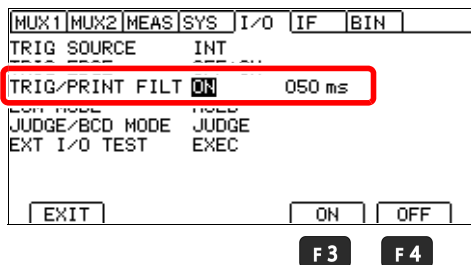 MUX1 MUX2 MEAS SYS I/O IF BIN
TRIG SOURCE INT
TRIG/PRINT FILT ON 050 ms
JUDGE/BCD MODE JUDGE
EXT I/O TEST EXEC
EXIT ON OFF
F3 F4